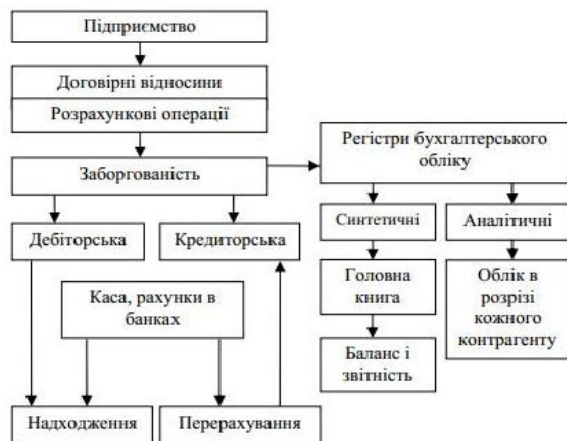 Підприємство
Договірні відносини
Розрахункові операції
Заборгованість
Регістри бухгалтерського
обліку
Дебіторська
Кредиторська
Синтетичні
Аналітичні
Каса, рахунки в
банках
Головна
книга
Облік в
розрізі
кожного
контрагенту
Баланс і
звітність
Надходження
Перерахування